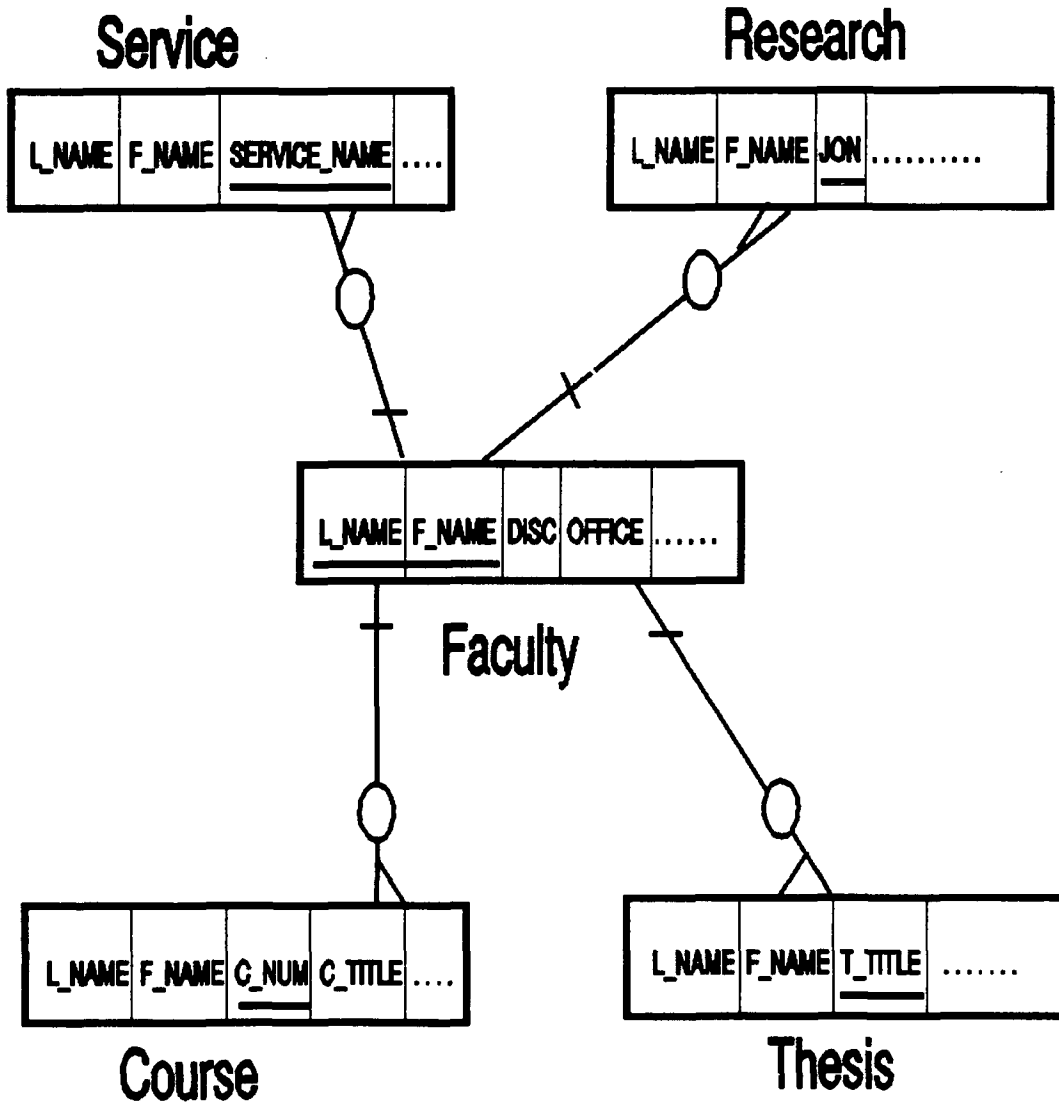 Service
Research
L_NAME F_NAME SERVICE_NAME ....
L_NAME F_NAME JON ..........
L_NAME F_NAME DISC OFFICE ......
Faculty
L_NAME F_NAME C_NUM C_TITLE ....
L_NAME F_NAME T_TITLE .......
Course
Thesis